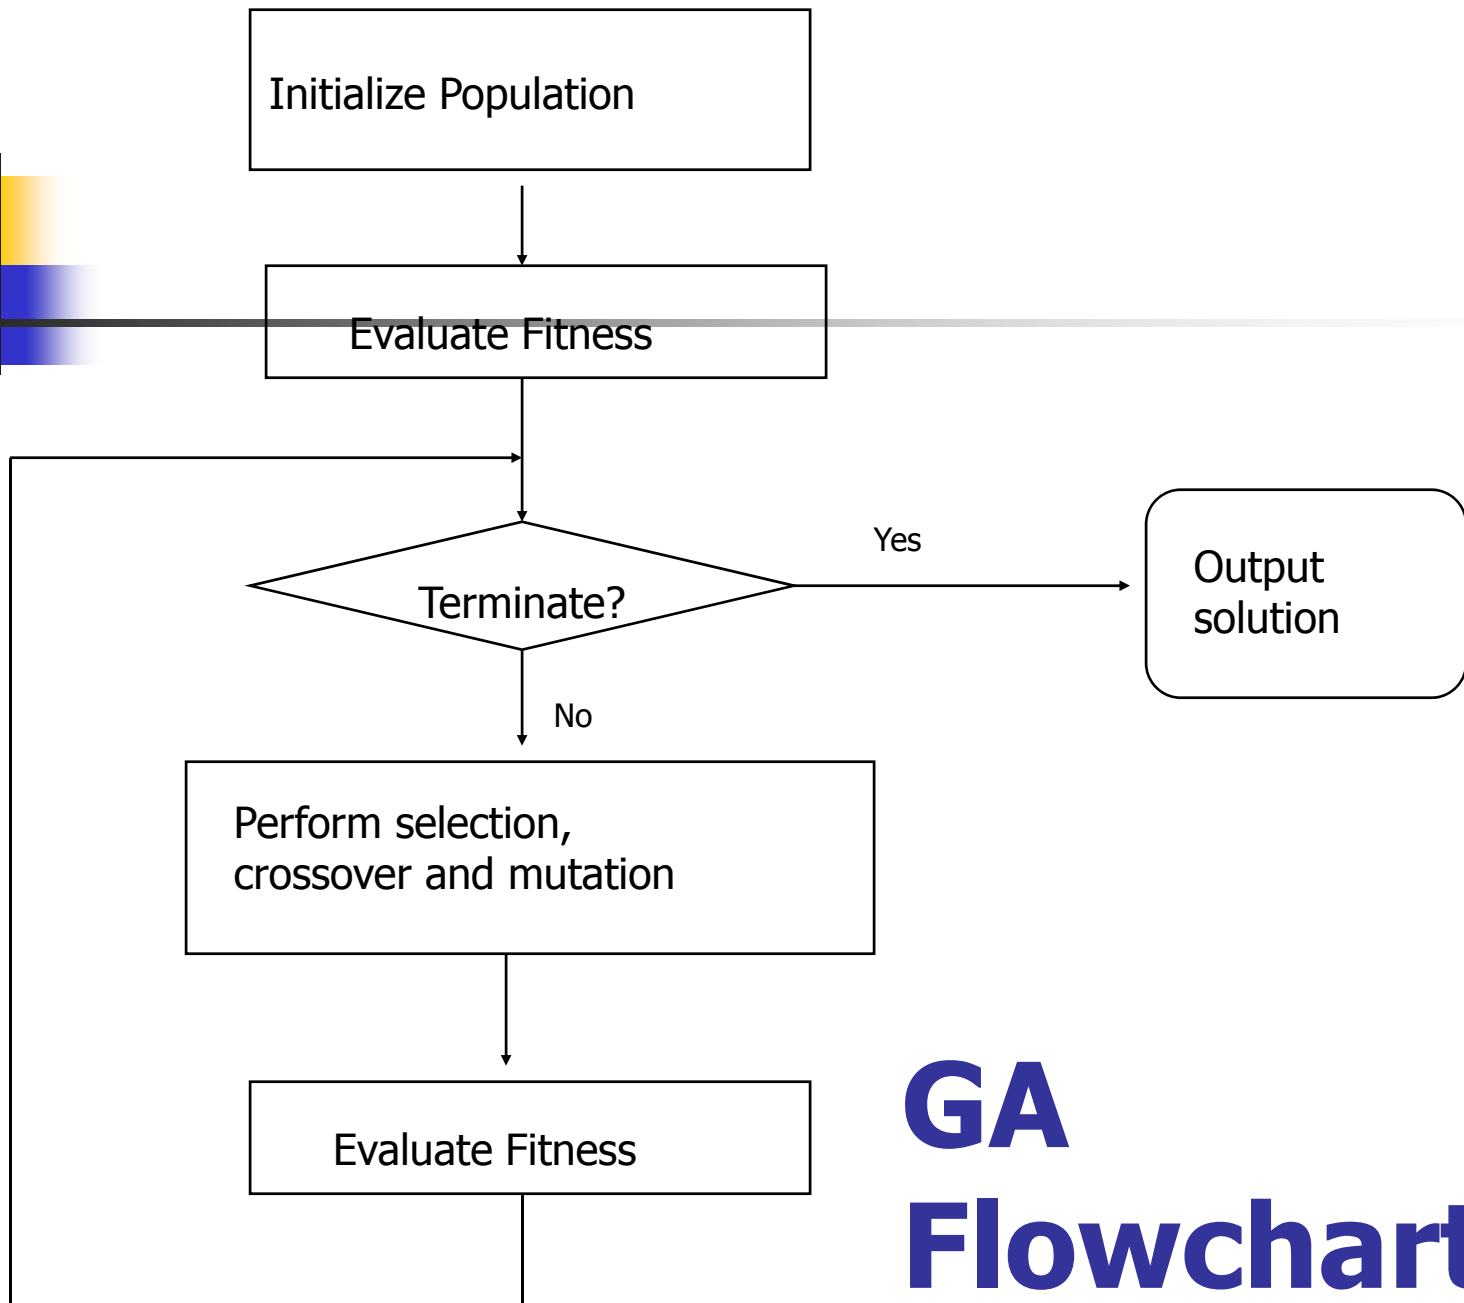 Initialize Population
Evaluate Fitness
Yes
Terminate?
Output
solution
No
Perform selection,
crossover and mutation
Evaluate Fitness
GA
Flowchart